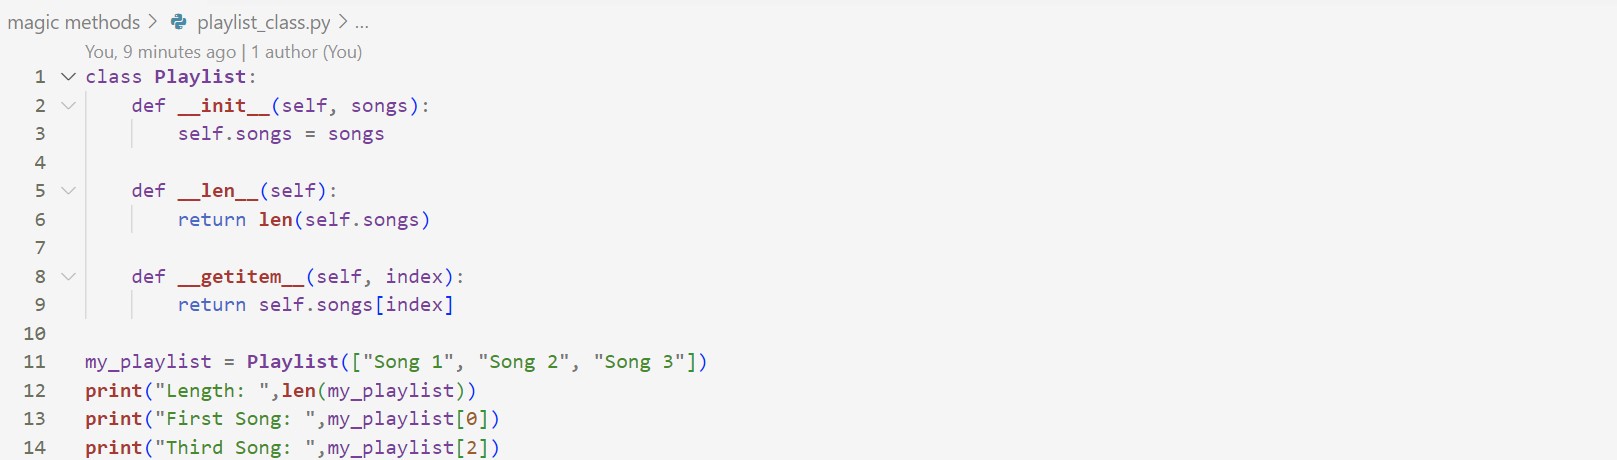 magic methods > playlist_class.py > ...
You, 9 minutes ago | 1 author (You)
1 class Playlist:
2     def __init__(self, songs):
3         self.songs = songs
4
5     def __len__(self):
6         return len(self.songs)
7
8     def __getitem__(self, index):
9         return self.songs[index]
10
11 my_playlist = Playlist(["Song 1", "Song 2", "Song 3"])
12 print("Length: ",len(my_playlist))
13 print("First Song: ",my_playlist[0])
14 print("Third Song: ",my_playlist[2])